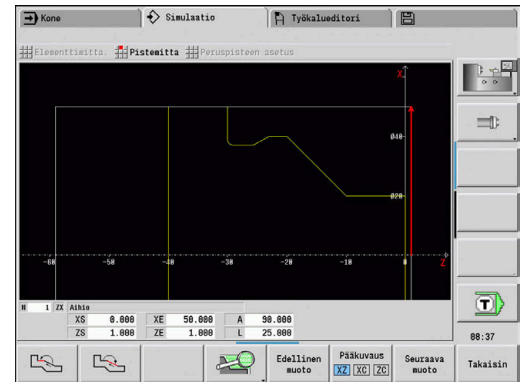 Kone Simulaatio Työkalueditori
Elementtimitta. Pistemitta Peruspisteen asetus
X
Ø40
Ø20
-60 -50 -40 -30 -20 -10 0 Z
N 1 ZX Aihio
XS 0.000 XE 50.000 A 90.000
ZS 1.000 ZE 1.000 L 25.000
T
08:37
Edellinen muoto Pääkuvaus XZ XC ZC Seuraava muoto Takaisin